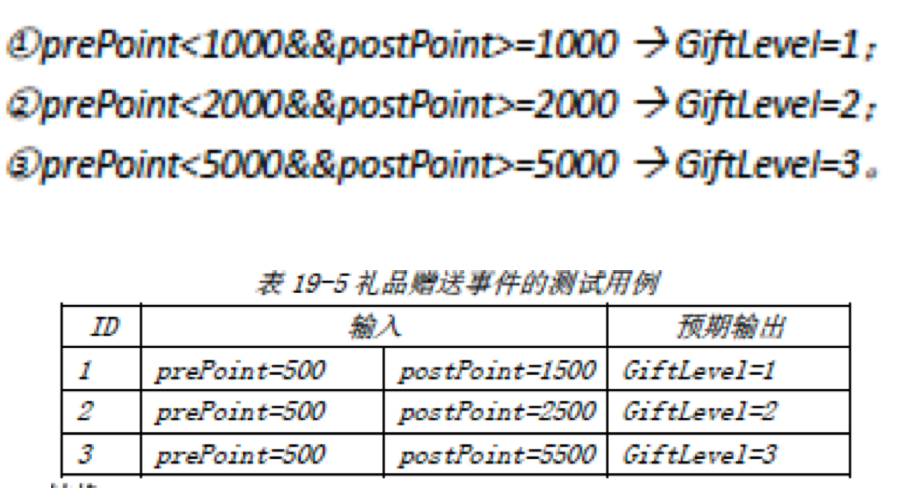 ①prePoint<1000&&postPoint>=1000 →GiftLevel=1;
②prePoint<2000&&postPoint>=2000 →GiftLevel=2;
③prePoint<5000&&postPoint>=5000 →GiftLevel=3。
表 19-5 礼品赠送事件的测试用例
ID 输入 预期输出
1 prePoint=500 postPoint=1500 GiftLevel=1
2 prePoint=500 postPoint=2500 GiftLevel=2
3 prePoint=500 postPoint=5500 GiftLevel=3